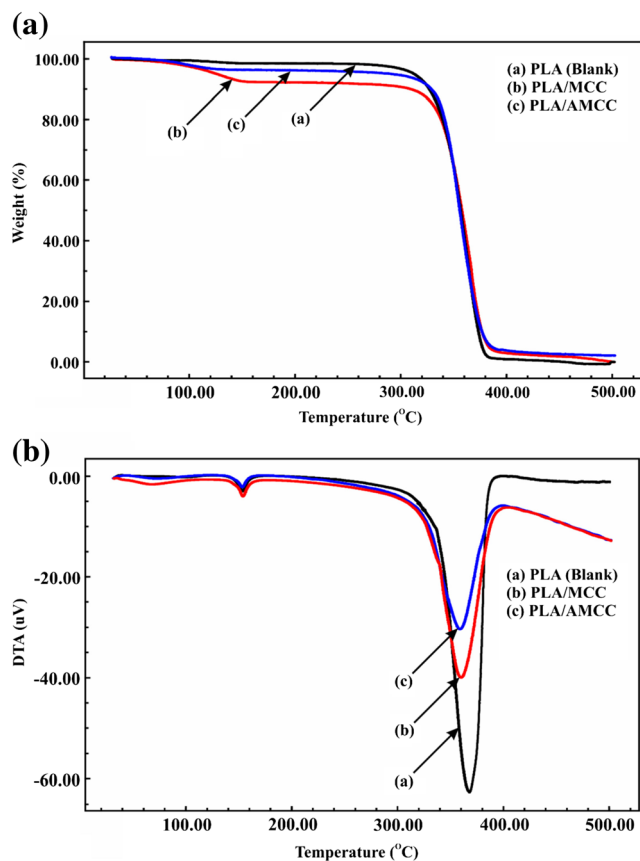 (a)
100.00
80.00
60.00
40.00
20.00
0.00
Weight (%)
(b)
(c)
(a)
(a) PLA (Blank)
(b) PLA/MCC
(c) PLA/AMCC
100.00 200.00 300.00 400.00 500.00
Temperature (°C)
(b)
0.00
-20.00
-40.00
-60.00
DTA (uV)
(a) PLA (Blank)
(b) PLA/MCC
(c) PLA/AMCC
(c)
(b)
(a)
100.00 200.00 300.00 400.00 500.00
Temperature (°C)